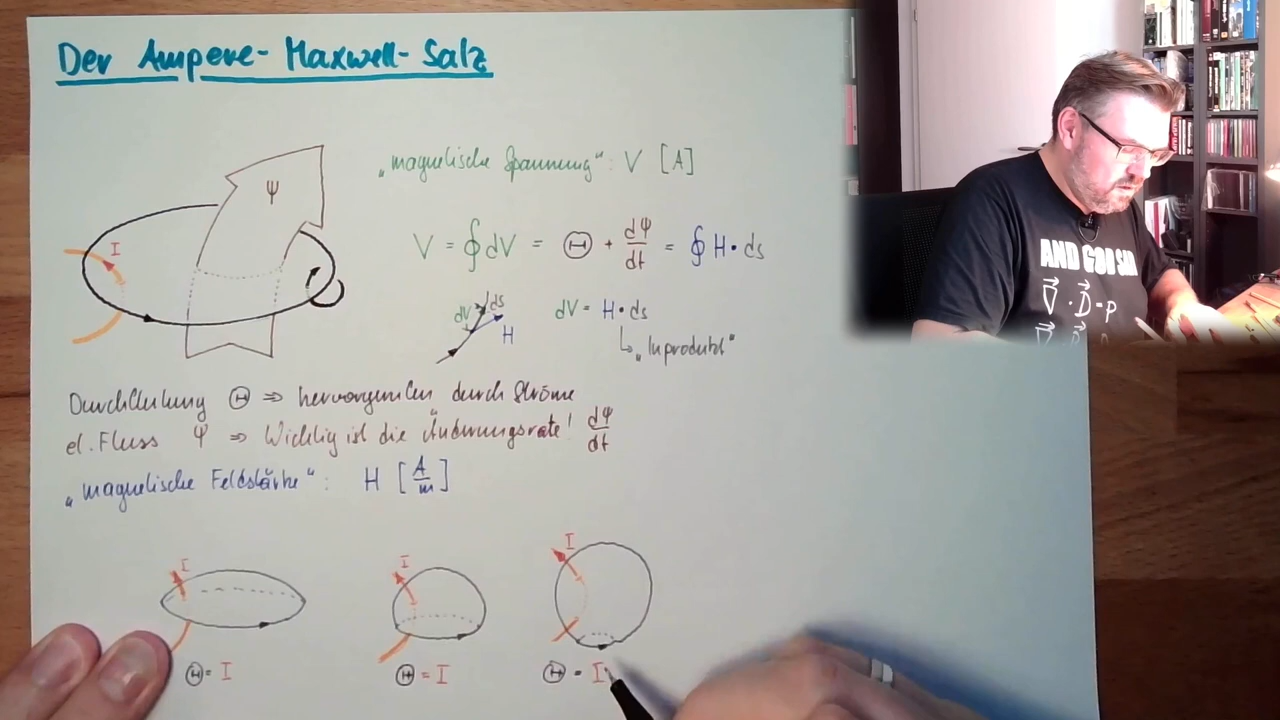 Der Ampere-Maxwell-Satz
Ψ
I
„magnetische Spannung“: V [A]
V = ∮dV = Θ + dΨ/dt = ∮ H • ds
dV ds H
dV = H • ds
↳ „Inprodukt“
Durchflutung Θ ⇒ hervorgerufen durch Ströme
el. Fluss Ψ ⇒ Wichtig ist die Änderungsrate! dΨ/dt
„magnetische Feldstärke“: H [A/m]
I I I
Θ = I Θ = I Θ = I
AND GOD SAID
∇ • D = ρ